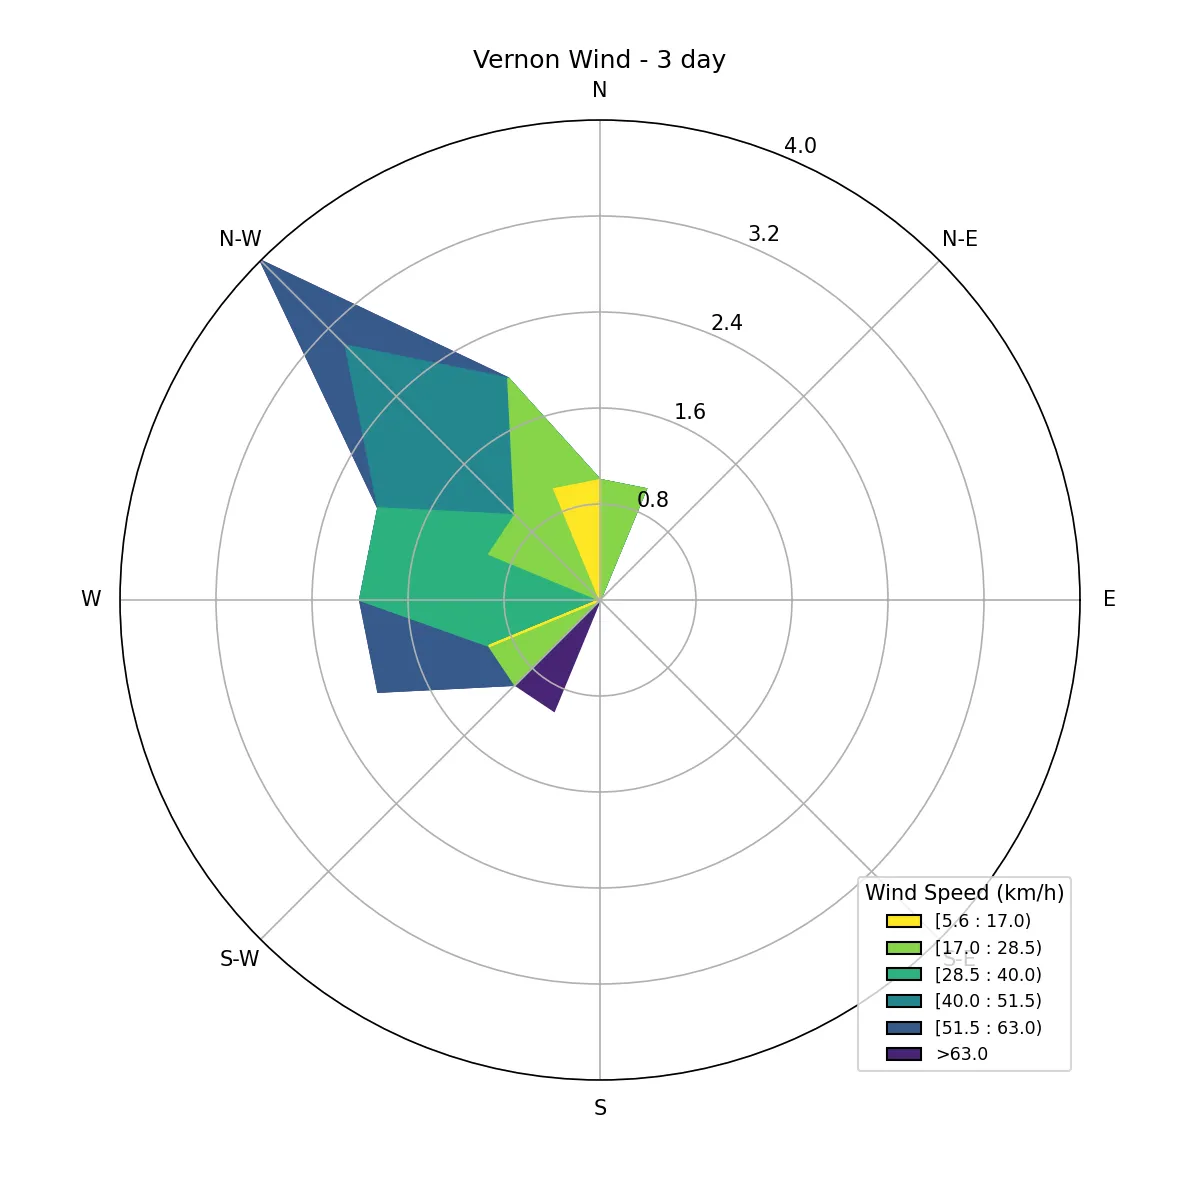 Vernon Wind - 3 day
N
4.0
N-W
3.2
N-E
2.4
1.6
0.8
W
E
Wind Speed (km/h)
[5.6 : 17.0)
[17.0 : 28.5)
S-W
S-E
[28.5 : 40.0)
[40.0 : 51.5)
[51.5 : 63.0)
>63.0
S